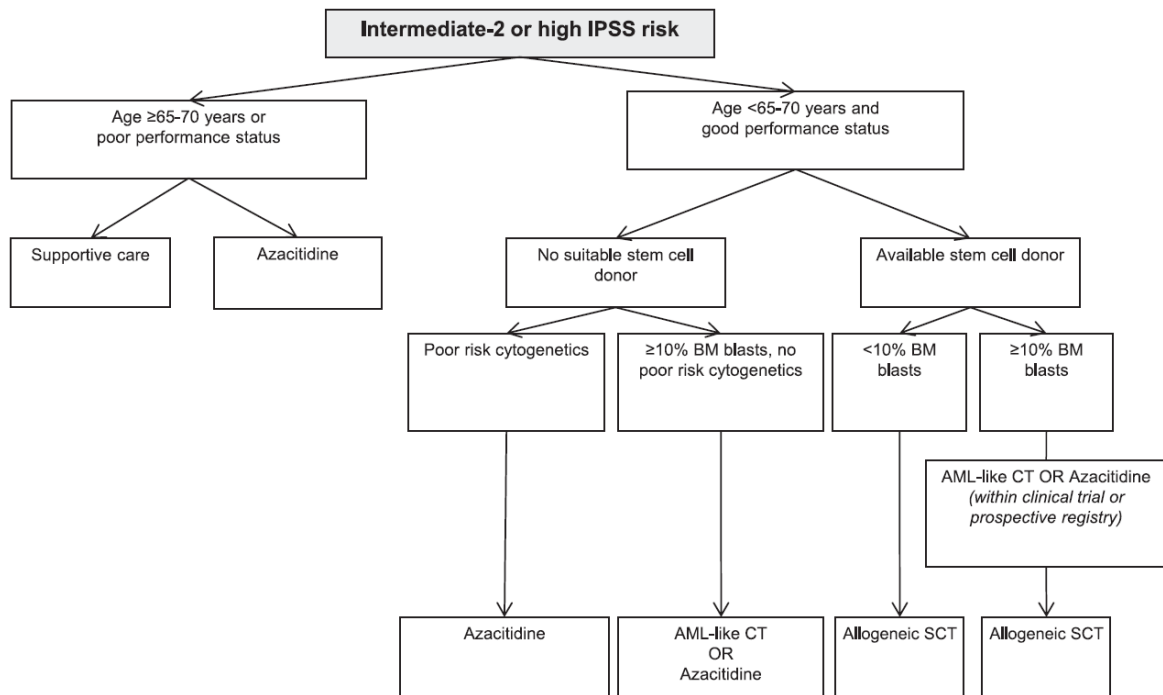 Intermediate-2 or high IPSS risk
Age ≥65-70 years or
poor performance status
Age <65-70 years and
good performance status
Supportive care
Azacitidine
No suitable stem cell
donor
Available stem cell donor
Poor risk cytogenetics
≥10% BM blasts, no
poor risk cytogenetics
<10% BM
blasts
≥10% BM
blasts
AML-like CT OR Azacitidine
(within clinical trial or
prospective registry)
Azacitidine
AML-like CT
OR
Azacitidine
Allogeneic SCT
Allogeneic SCT